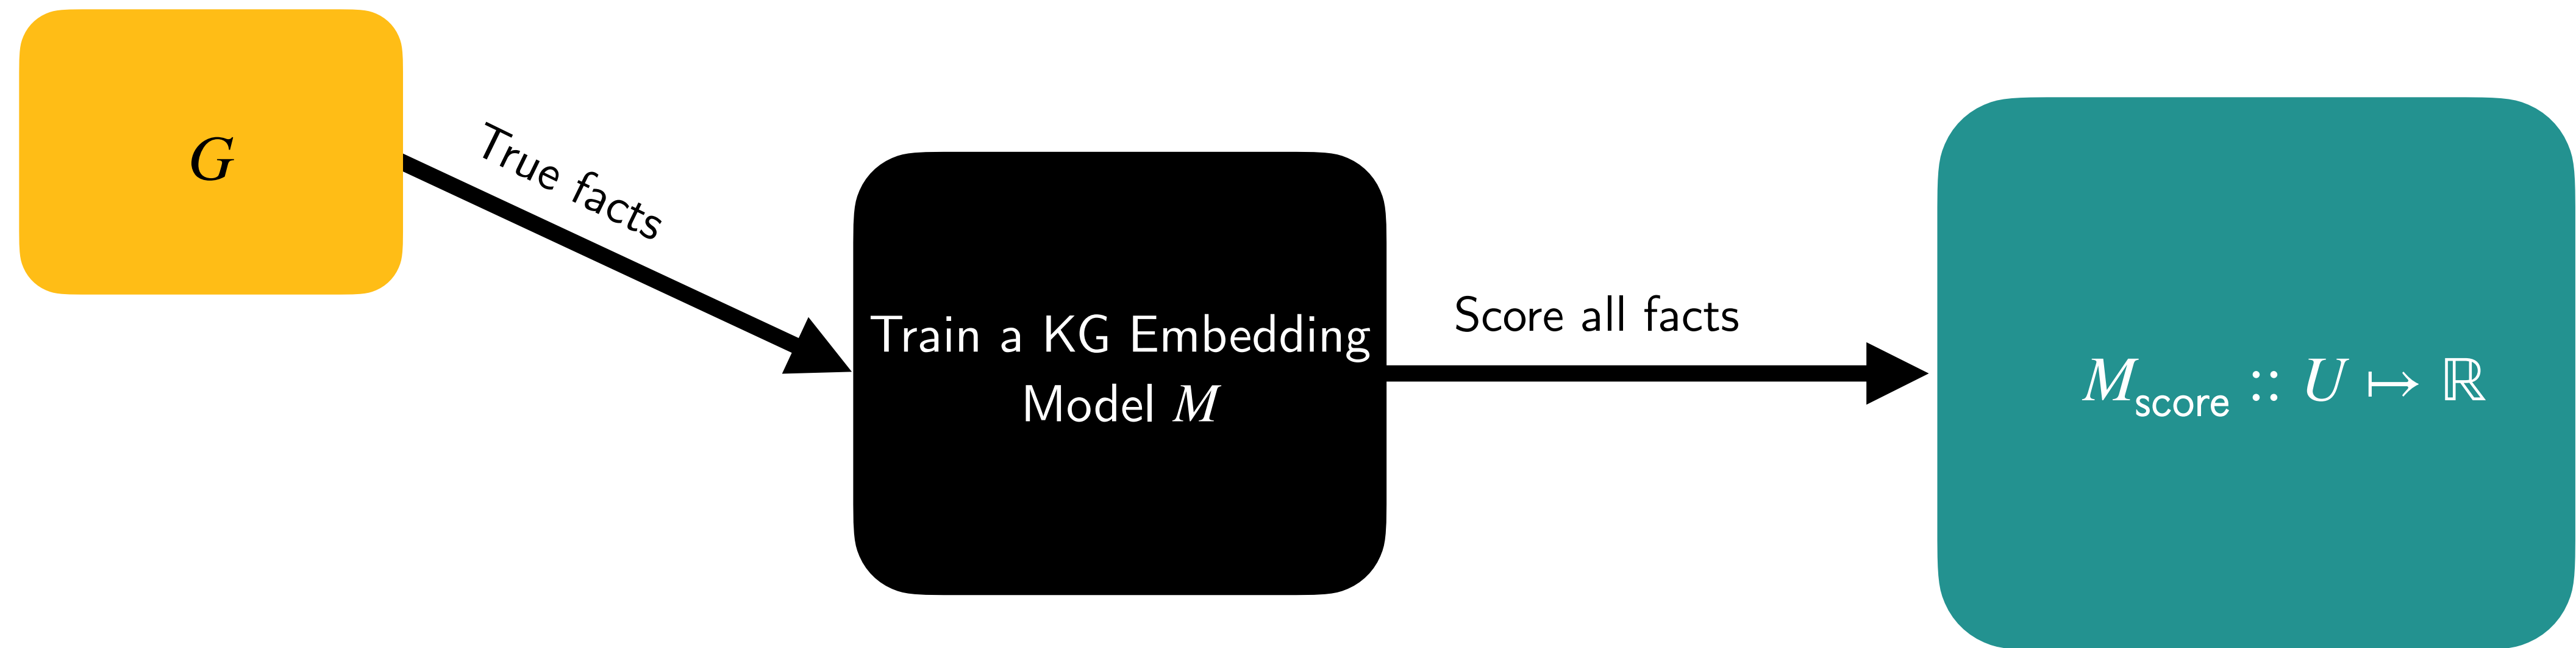 G
True facts
Train a KG Embedding
Model M
Score all facts
M_score :: U ↦ ℝ